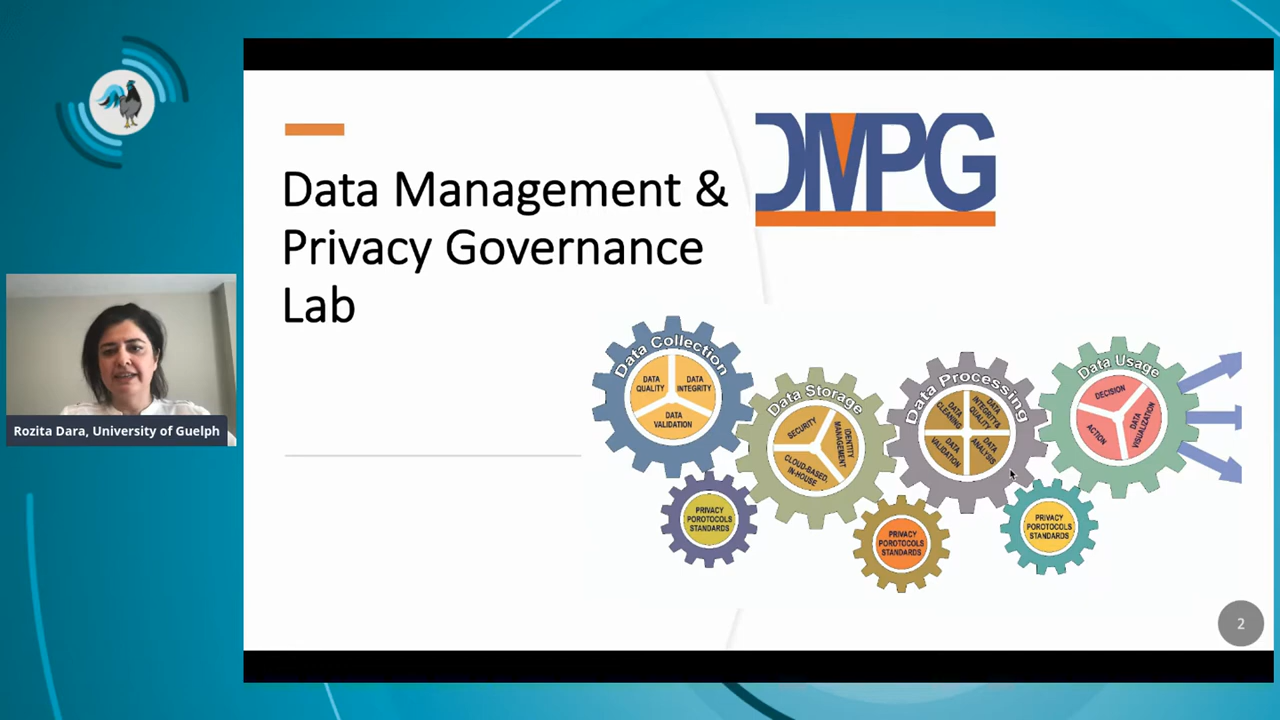 Data Management &
Privacy Governance
Lab
DMPG
Data Collection
DATA
QUALITY
DATA
INTEGRITY
DATA
VALIDATION
Data Storage
SECURITY
IDENTITY
MANAGEMENT
CLOUD-BASED,
IN-HOUSE
Data Processing
DATA
CLEANING
DATA
INTEGRITY&
QUALITY
DATA
VALIDATION
DATA
ANALYSIS
Data Usage
DECISION
ACTION
DATA
VISUALIZATION
PRIVACY
POROTOCOLS
STANDARDS
PRIVACY
POROTOCOLS
STANDARDS
PRIVACY
POROTOCOLS
STANDARDS
Rozita Dara, University of Guelph
2